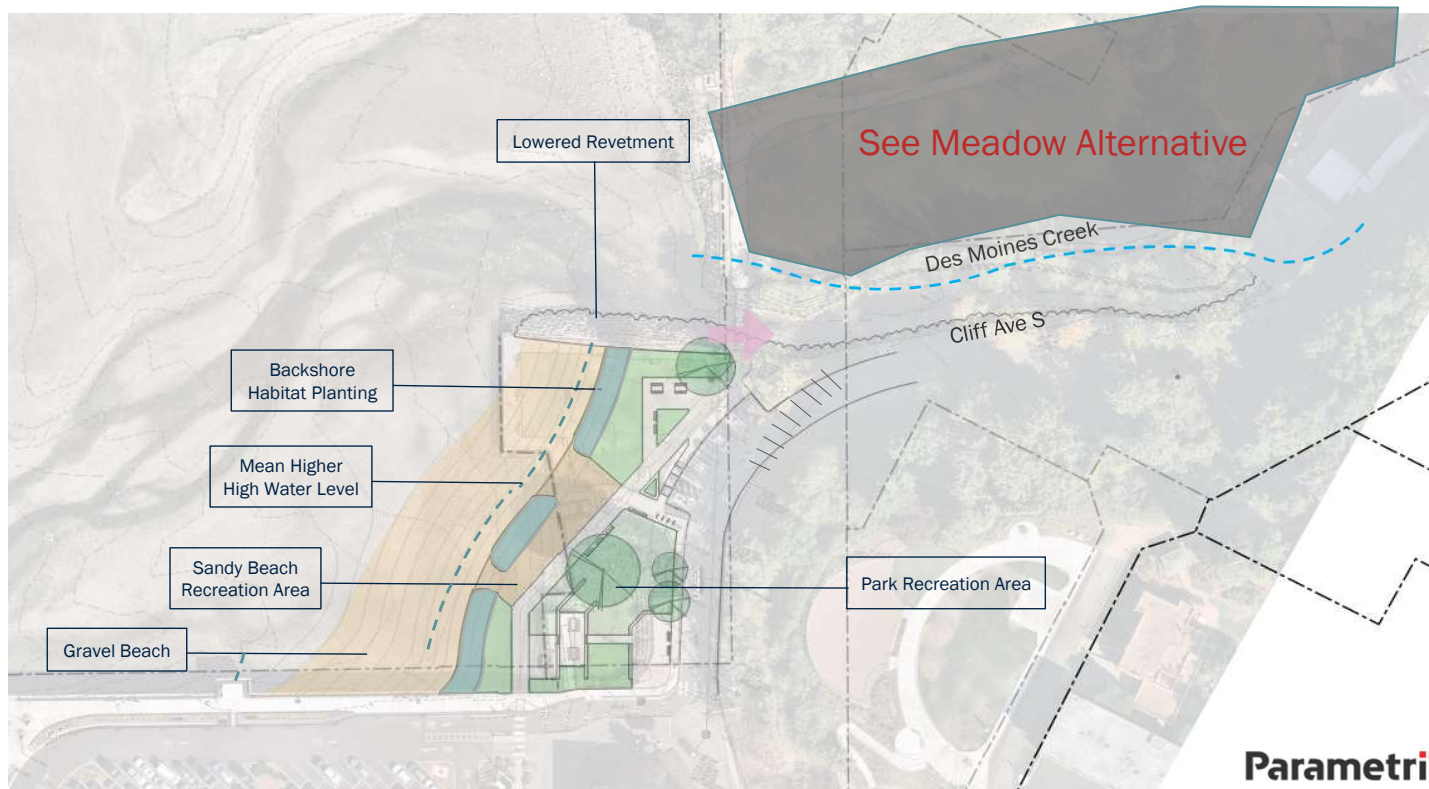 See Meadow Alternative
Lowered Revetment
Des Moines Creek
Cliff Ave S
Backshore
Habitat Planting
Mean Higher
High Water Level
Sandy Beach
Recreation Area
Park Recreation Area
Gravel Beach
Parametri